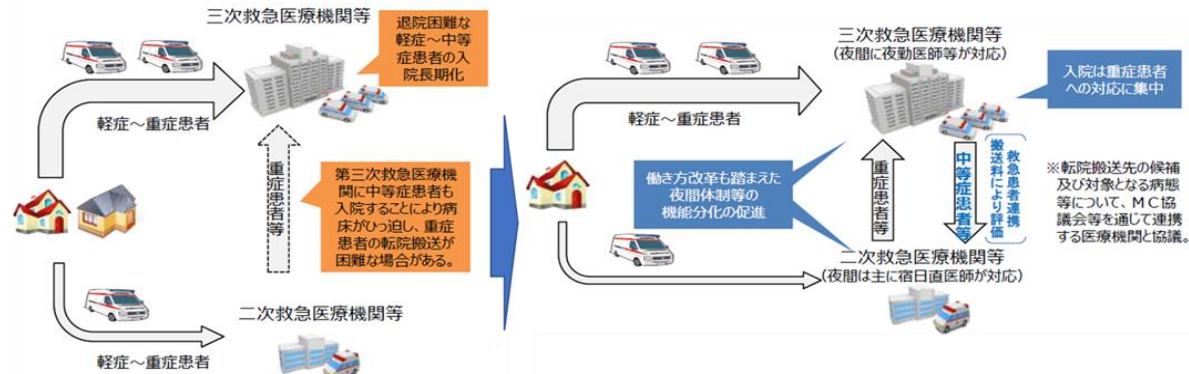 三次救急医療機関等
退院困難な
軽症～中等
症患者の入
院長期化
軽症～重症患者
重症患者等
第三次救急医療機
関に中等症患者も
入院することにより病
床がひっ迫し、重症
患者の転院搬送が
困難な場合がある。
二次救急医療機関等
軽症～重症患者
三次救急医療機関等
(夜間に夜勤医師等が対応)
入院は重症患者
への対応に集中
軽症～重症患者
働き方改革も踏まえた
夜間体制等の
機能分化の促進
重症患者等
中等症患者等
救急患者連携
搬送料により評価
※転院搬送先の候補
及び対象となる病態
等について、ＭＣ協
議会等を通じて連携
する医療機関と協議。
二次救急医療機関等
(夜間は主に宿日直医師が対応)